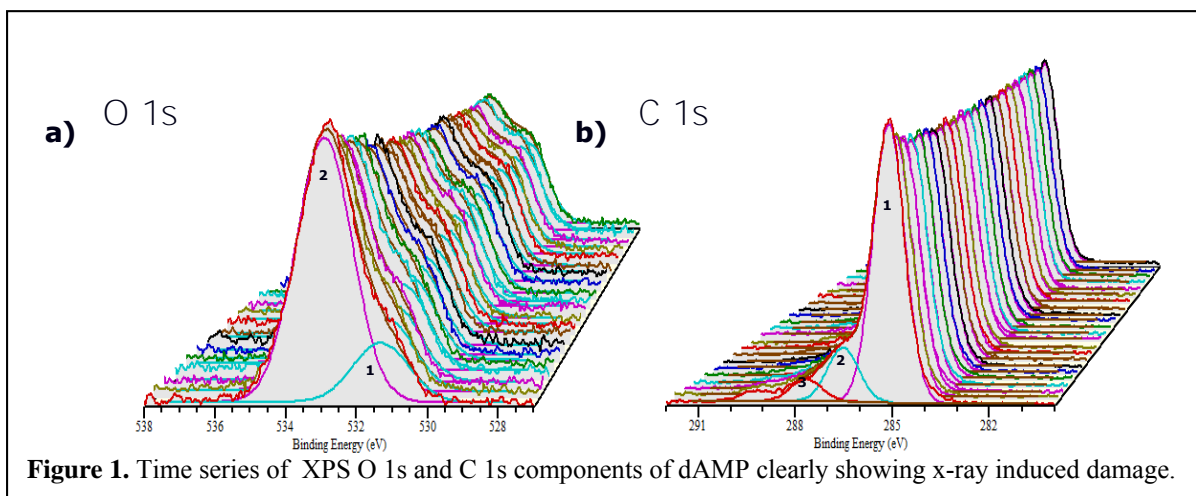 a) O 1s
b) C 1s
2
1
1
2
3
538 536 534 532 530 528
Binding Energy (eV)
291 288 285 282
Binding Energy (eV)
Figure 1. Time series of XPS O 1s and C 1s components of dAMP clearly showing x-ray induced damage.